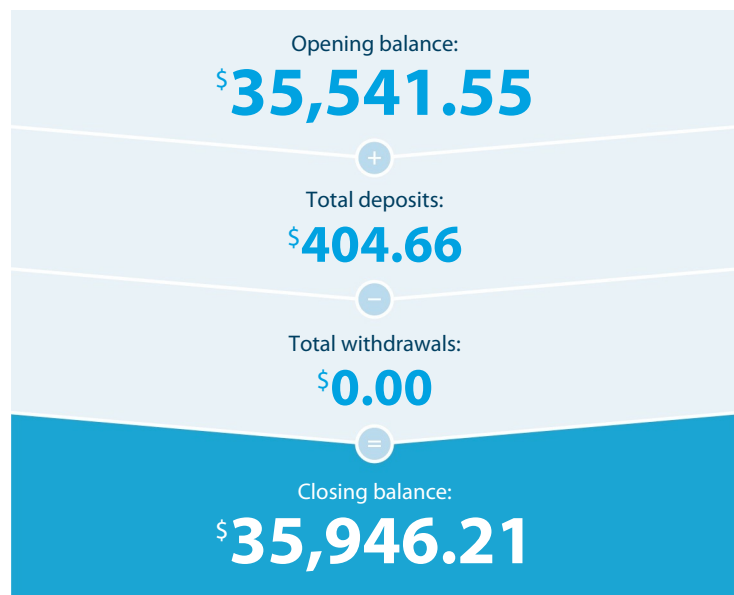 Opening balance:
$35,541.55
+
Total deposits:
$404.66
−
Total withdrawals:
$0.00
=
Closing balance:
$35,946.21